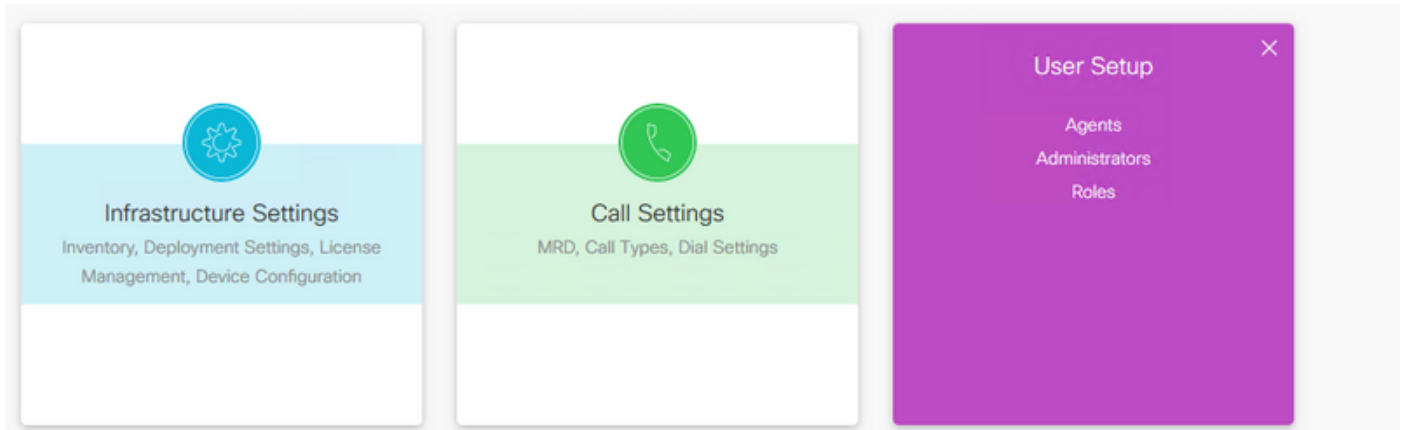 Infrastructure Settings
Inventory, Deployment Settings, License
Management, Device Configuration
Call Settings
MRD, Call Types, Dial Settings
User Setup
Agents
Administrators
Roles